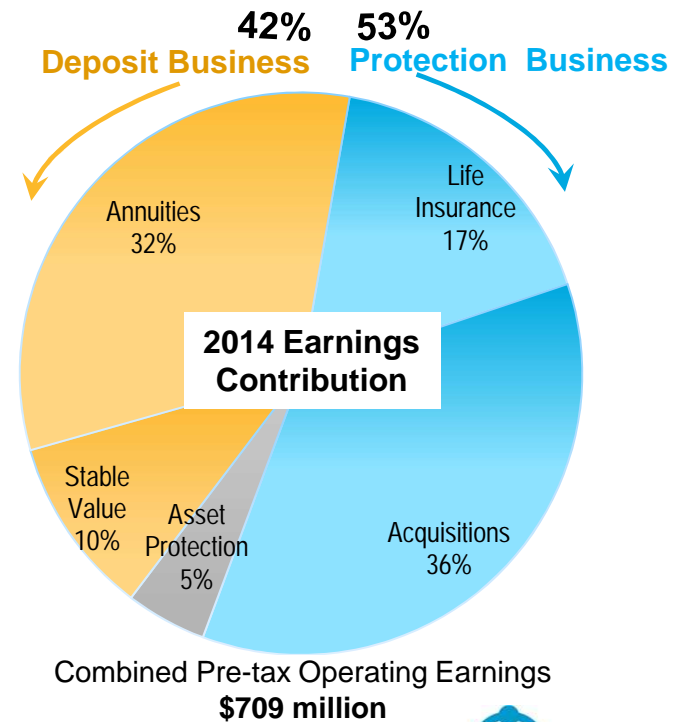 42% 53%
Deposit Business Protection Business
Annuities
32%
Life
Insurance
17%
2014 Earnings
Contribution
Stable
Value
10%
Asset
Protection
5%
Acquisitions
36%
Combined Pre-tax Operating Earnings
$709 million